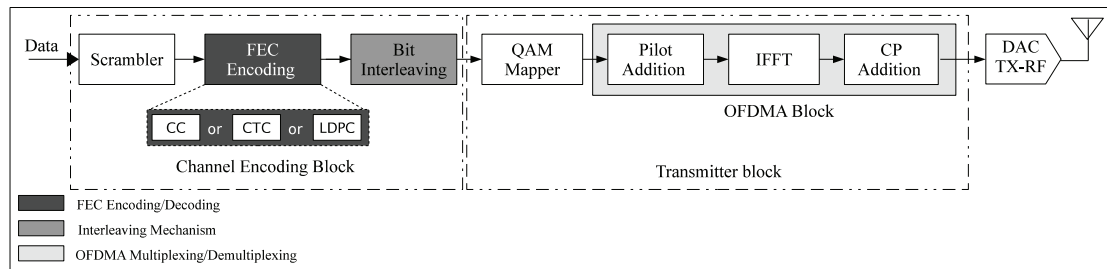 Data
Scrambler
FEC
Encoding
Bit
Interleaving
QAM
Mapper
Pilot
Addition
IFFT
CP
Addition
DAC
TX-RF
OFDMA Block
CC or CTC or LDPC
Channel Encoding Block
Transmitter block
FEC Encoding/Decoding
Interleaving Mechanism
OFDMA Multiplexing/Demultiplexing